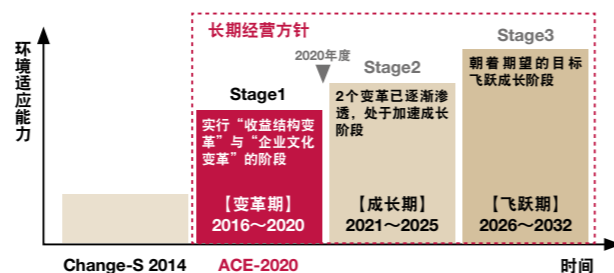 长期经营方针
环境适应能力
2020年度
Stage1
实行“收益结构变
革”与“企业文化
变革”的阶段
【变革期】
2016～2020
Stage2
2个变革已逐渐渗
透，处于加速成长
阶段
【成长期】
2021～2025
Stage3
朝着期望的目标
飞跃成长阶段
【飞跃期】
2026～2032
Change-S 2014
ACE-2020
时间